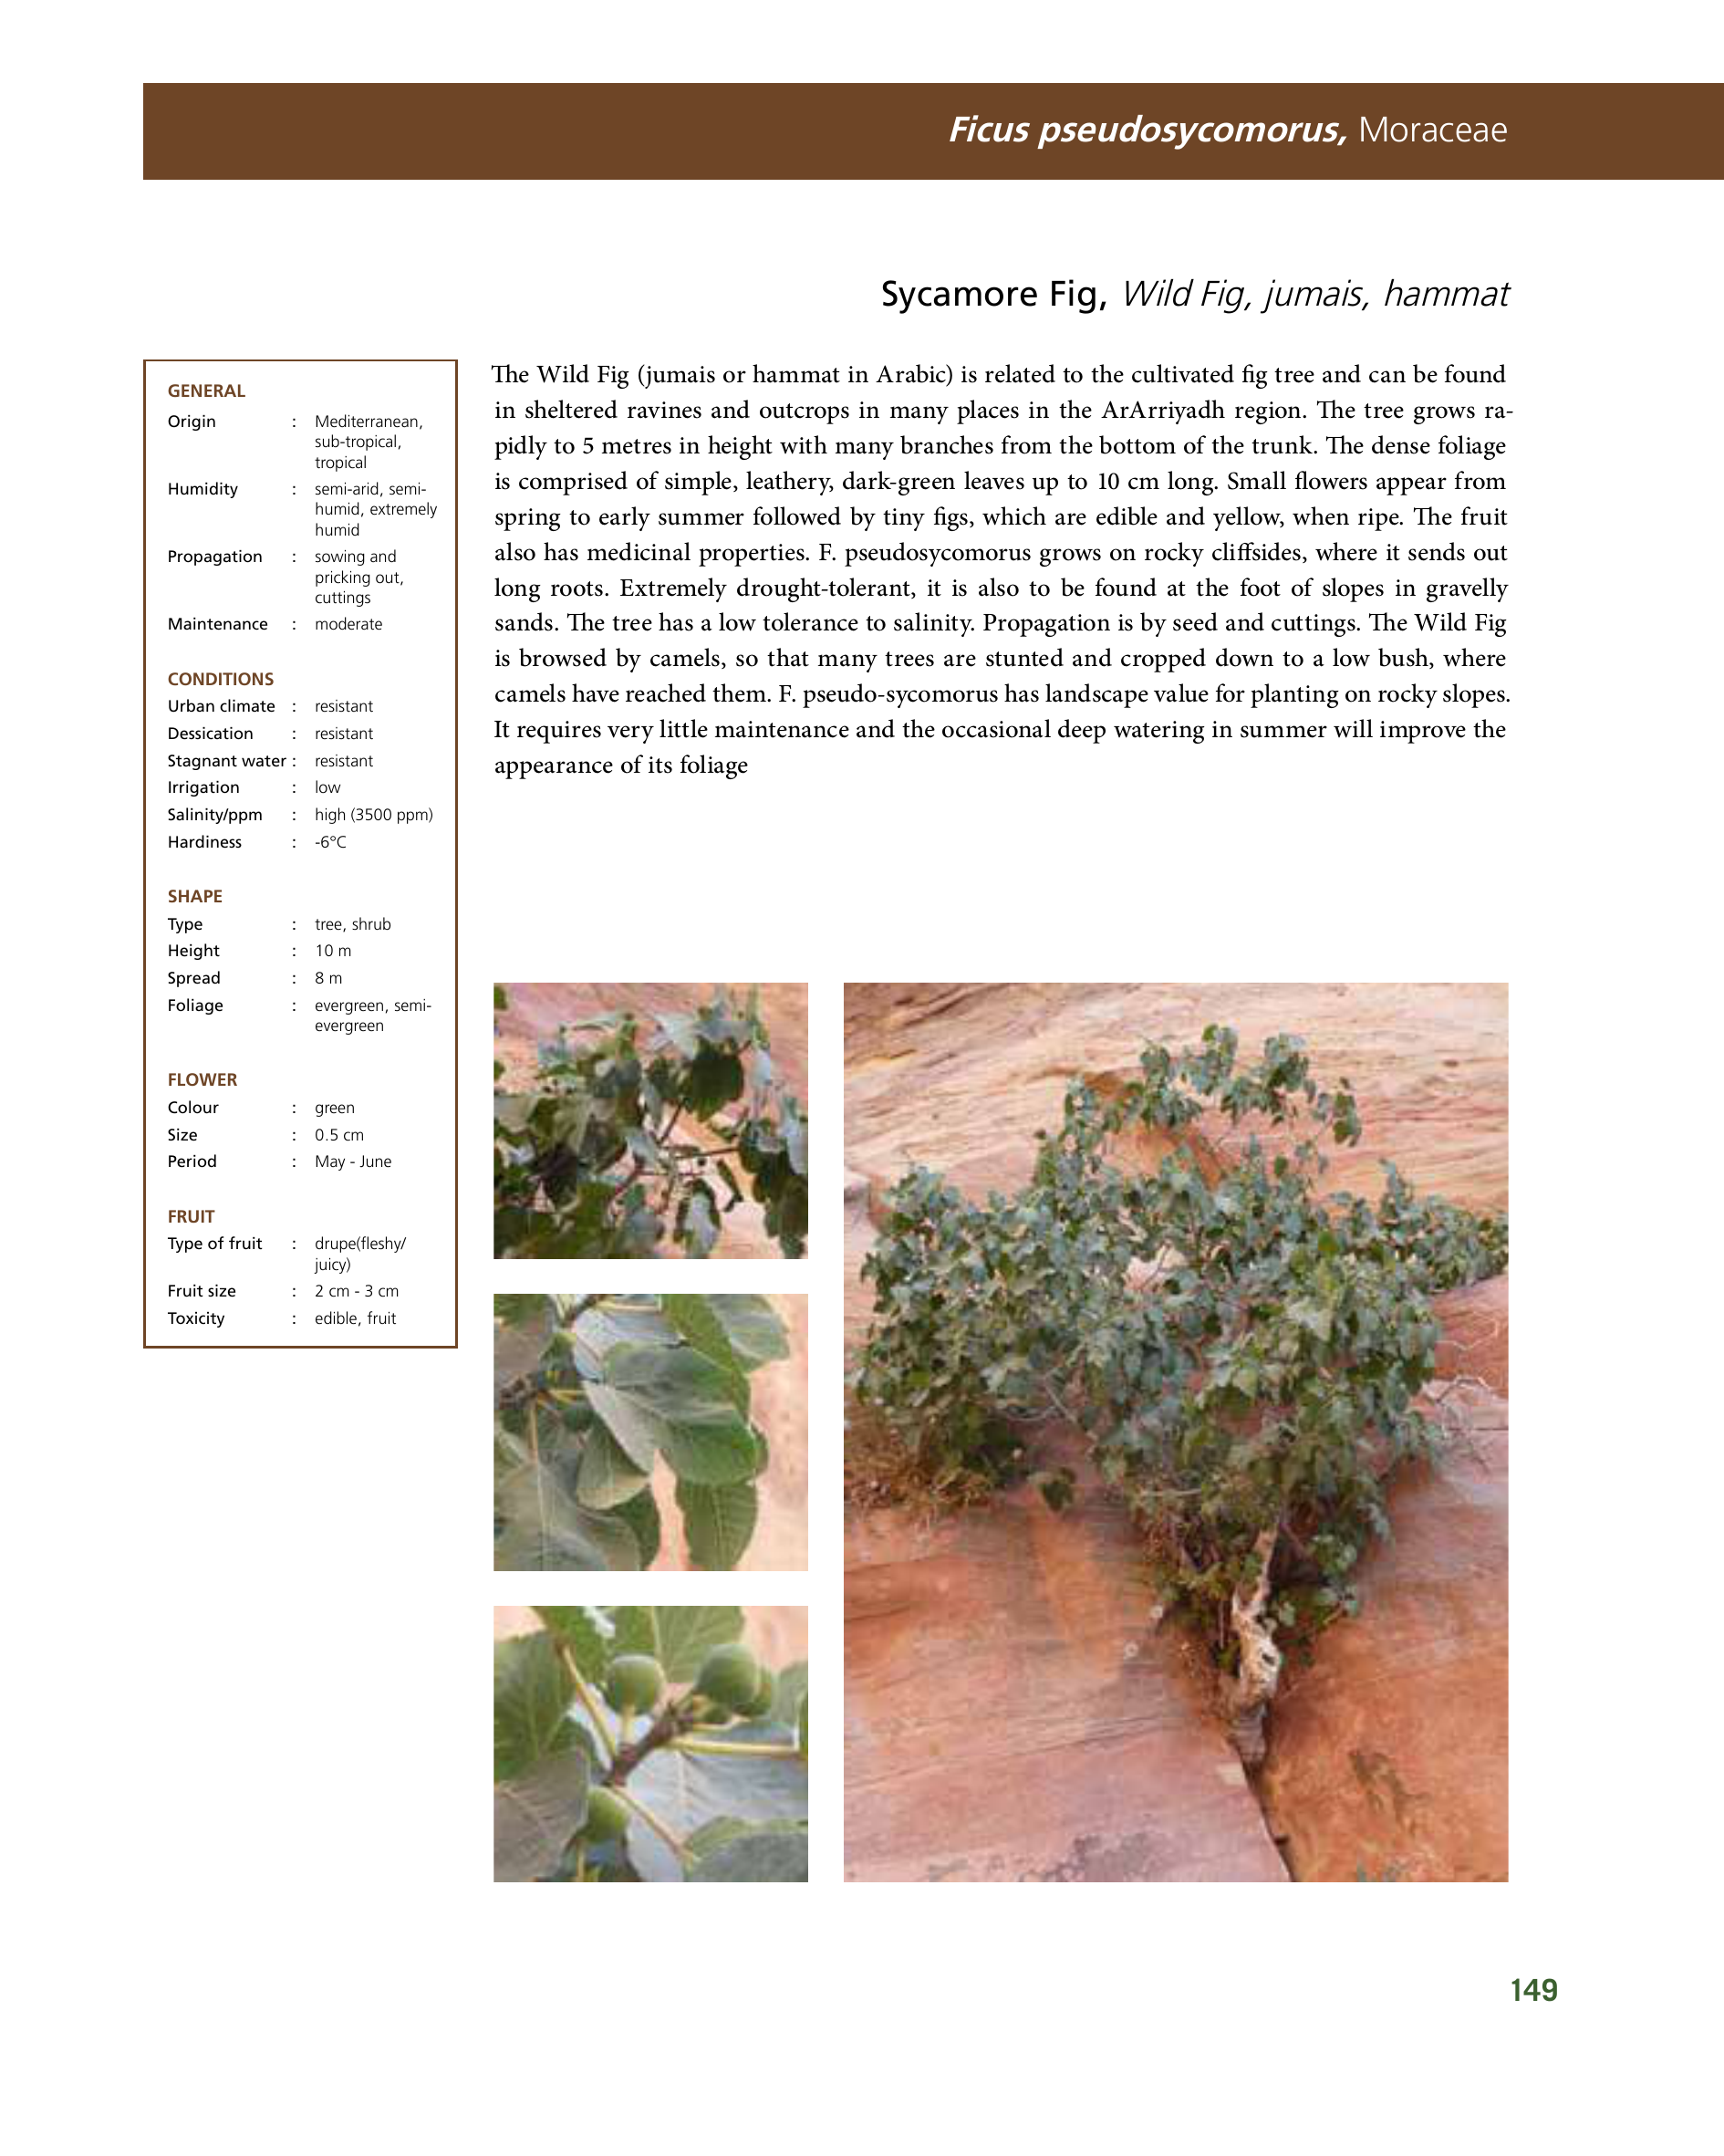 Ficus pseudosycomorus, Moraceae
Sycamore Fig, Wild Fig, jumais, hammat
GENERAL
Origin : Mediterranean,
sub-tropical,
tropical
Humidity : semi-arid, semi-
humid, extremely
humid
Propagation : sowing and
pricking out,
cuttings
Maintenance : moderate
CONDITIONS
Urban climate : resistant
Dessication : resistant
Stagnant water : resistant
Irrigation : low
Salinity/ppm : high (3500 ppm)
Hardiness : -6°C
SHAPE
Type : tree, shrub
Height : 10 m
Spread : 8 m
Foliage : evergreen, semi-
evergreen
FLOWER
Colour : green
Size : 0.5 cm
Period : May - June
FRUIT
Type of fruit : drupe(fleshy/
juicy)
Fruit size : 2 cm - 3 cm
Toxicity : edible, fruit
The Wild Fig (jumais or hammat in Arabic) is related to the cultivated fig tree and can be found
in sheltered ravines and outcrops in many places in the ArArriyadh region. The tree grows ra-
pidly to 5 metres in height with many branches from the bottom of the trunk. The dense foliage
is comprised of simple, leathery, dark-green leaves up to 10 cm long. Small flowers appear from
spring to early summer followed by tiny figs, which are edible and yellow, when ripe. The fruit
also has medicinal properties. F. pseudosycomorus grows on rocky cliffsides, where it sends out
long roots. Extremely drought-tolerant, it is also to be found at the foot of slopes in gravelly
sands. The tree has a low tolerance to salinity. Propagation is by seed and cuttings. The Wild Fig
is browsed by camels, so that many trees are stunted and cropped down to a low bush, where
camels have reached them. F. pseudo-sycomorus has landscape value for planting on rocky slopes.
It requires very little maintenance and the occasional deep watering in summer will improve the
appearance of its foliage
149